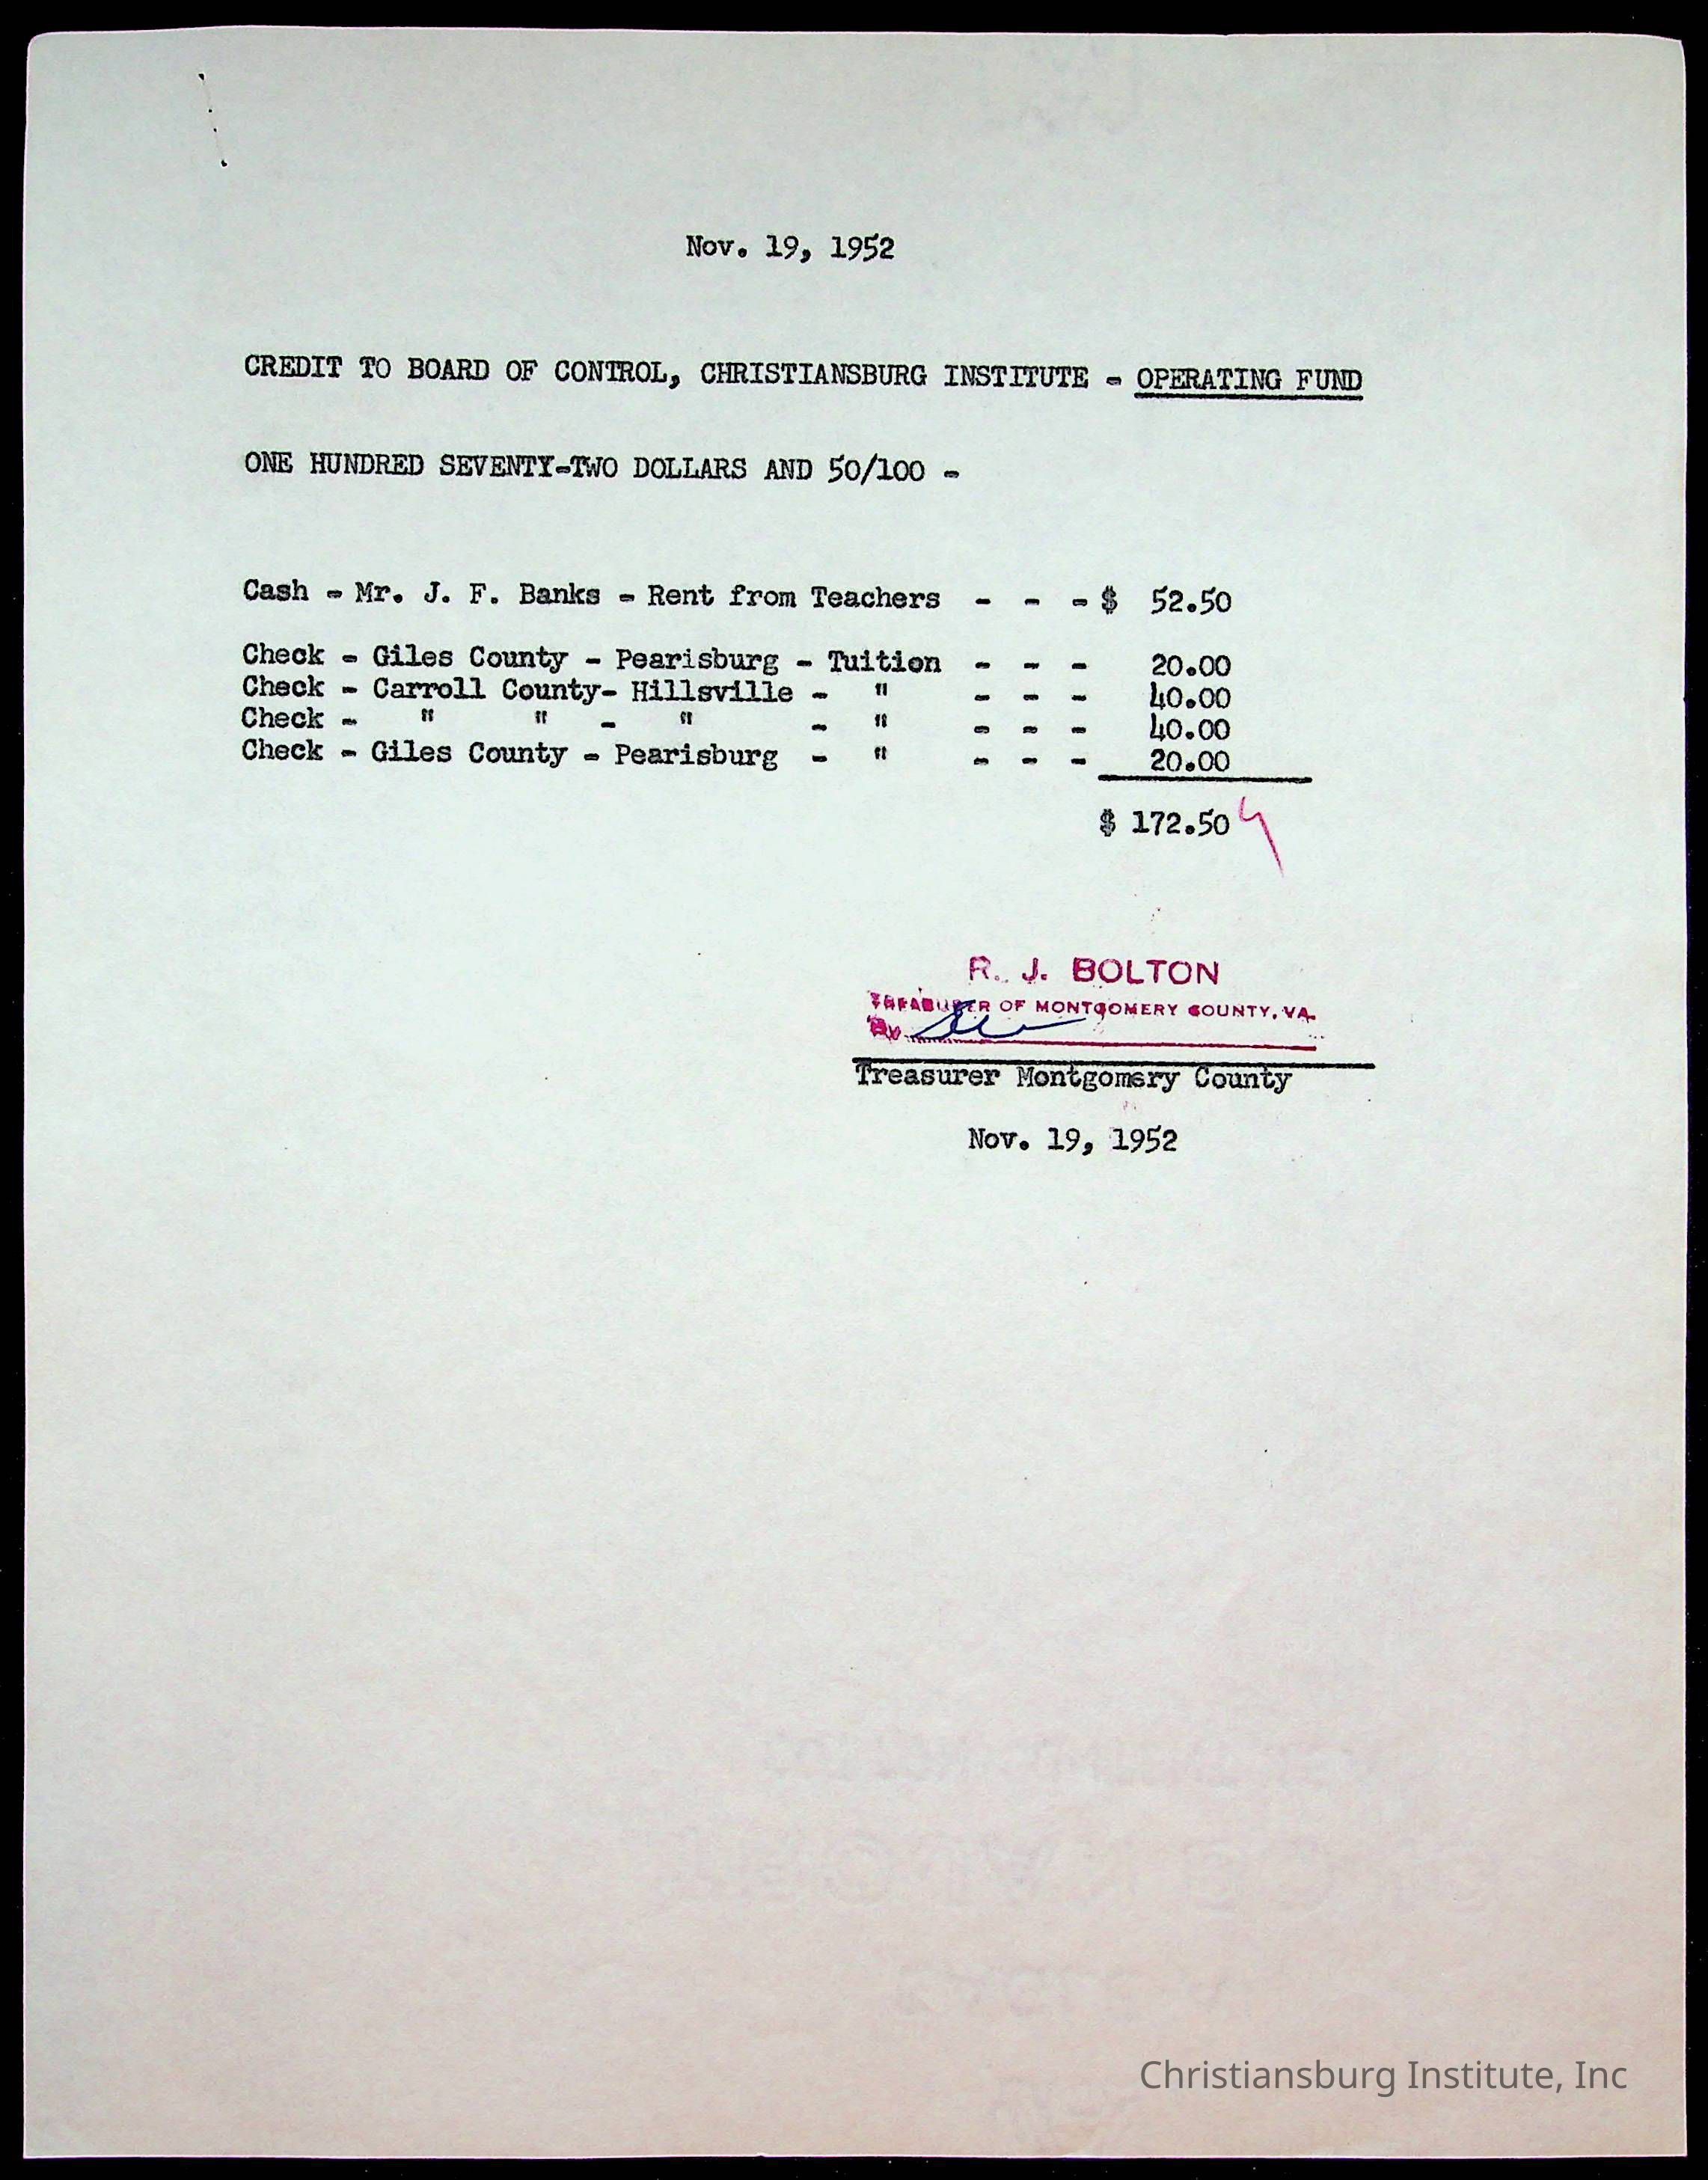 Nov. 19, 1952
CREDIT TO BOARD OF CONTROL, CHRISTIANSBURG INSTITUTE - OPERATING FUND
ONE HUNDRED SEVENTY-TWO DOLLARS AND 50/100 -
Cash - Mr. J. F. Banks - Rent from Teachers - - - $ 52.50
Check - Giles County - Pearisburg - Tuition - - - 20.00
Check - Carroll County- Hillsville - " - - - 40.00
Check - " " - " - " - - - 40.00
Check - Giles County - Pearisburg - " - - - 20.00
$ 172.50
R. J. BOLTON
TREASURER OF MONTGOMERY COUNTY, VA.
By
Treasurer Montgomery County
Nov. 19, 1952
Christiansburg Institute, Inc